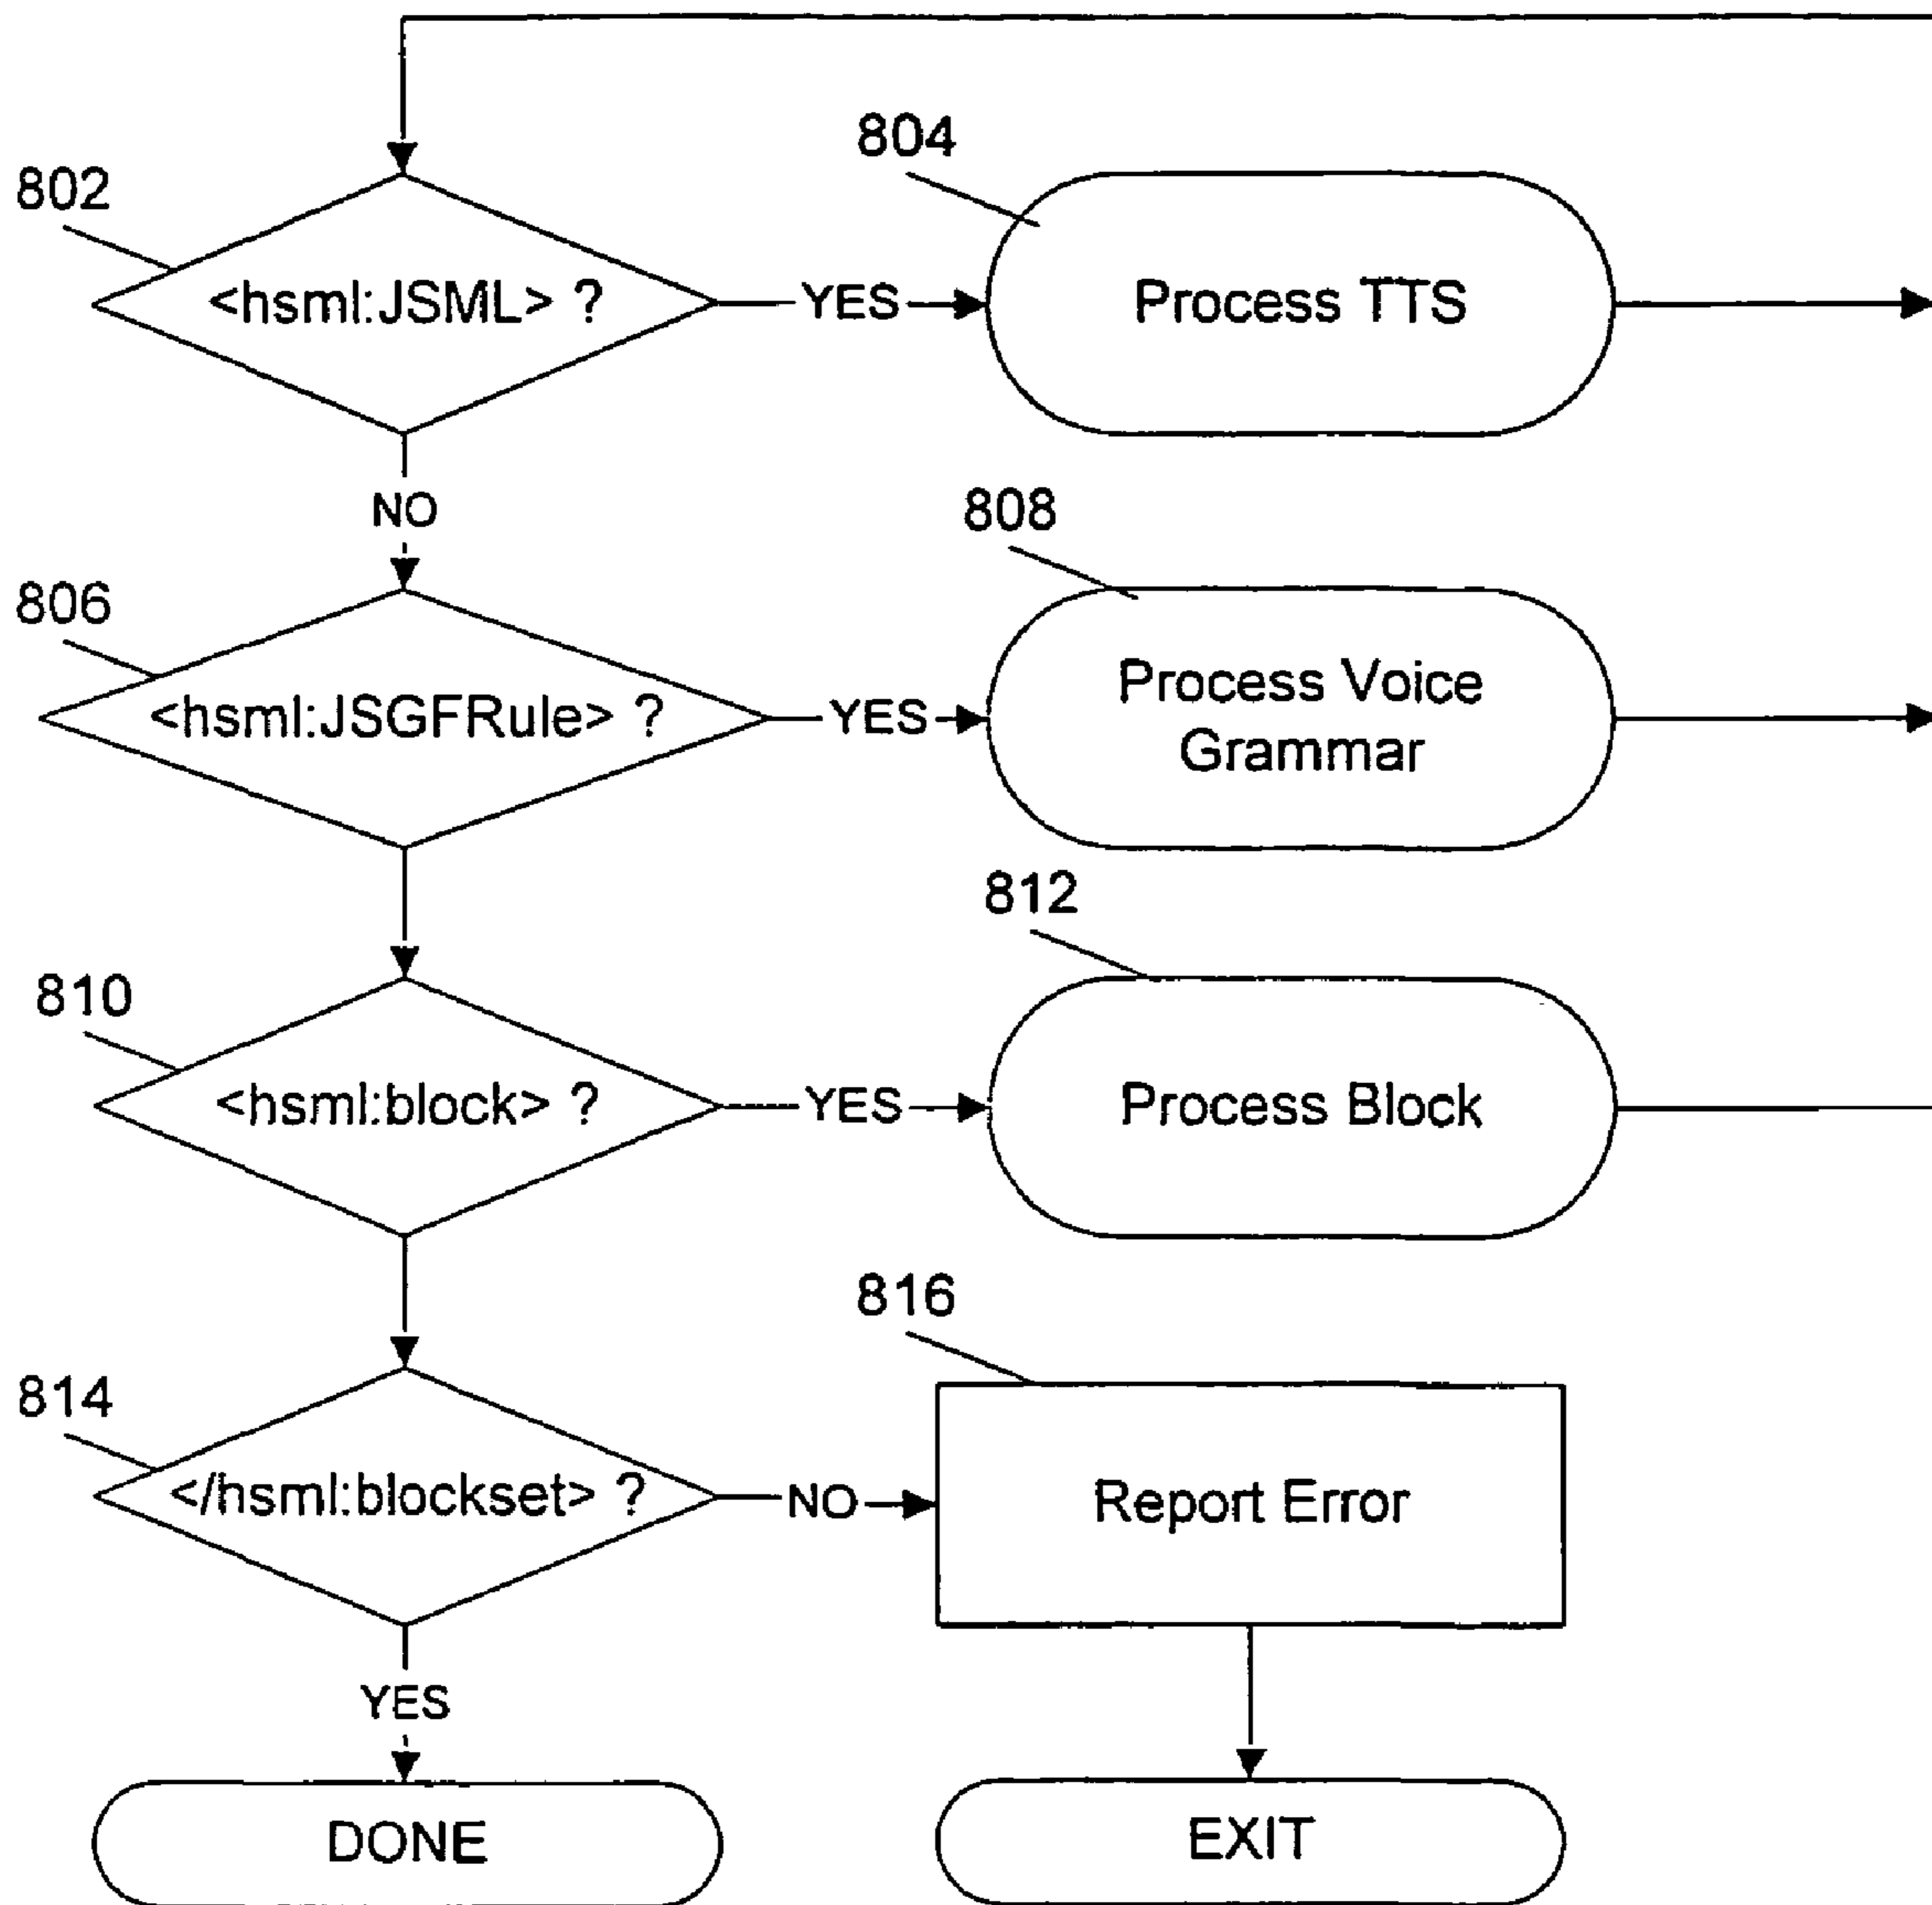 804
802
<hsml:JSML> ?
YES
Process TTS
NO
808
806
<hsml:JSGFRule> ?
YES
Process Voice
Grammar
812
810
<hsml:block> ?
YES
Process Block
816
814
</hsml:blockset> ?
NO
Report Error
YES
DONE
EXIT